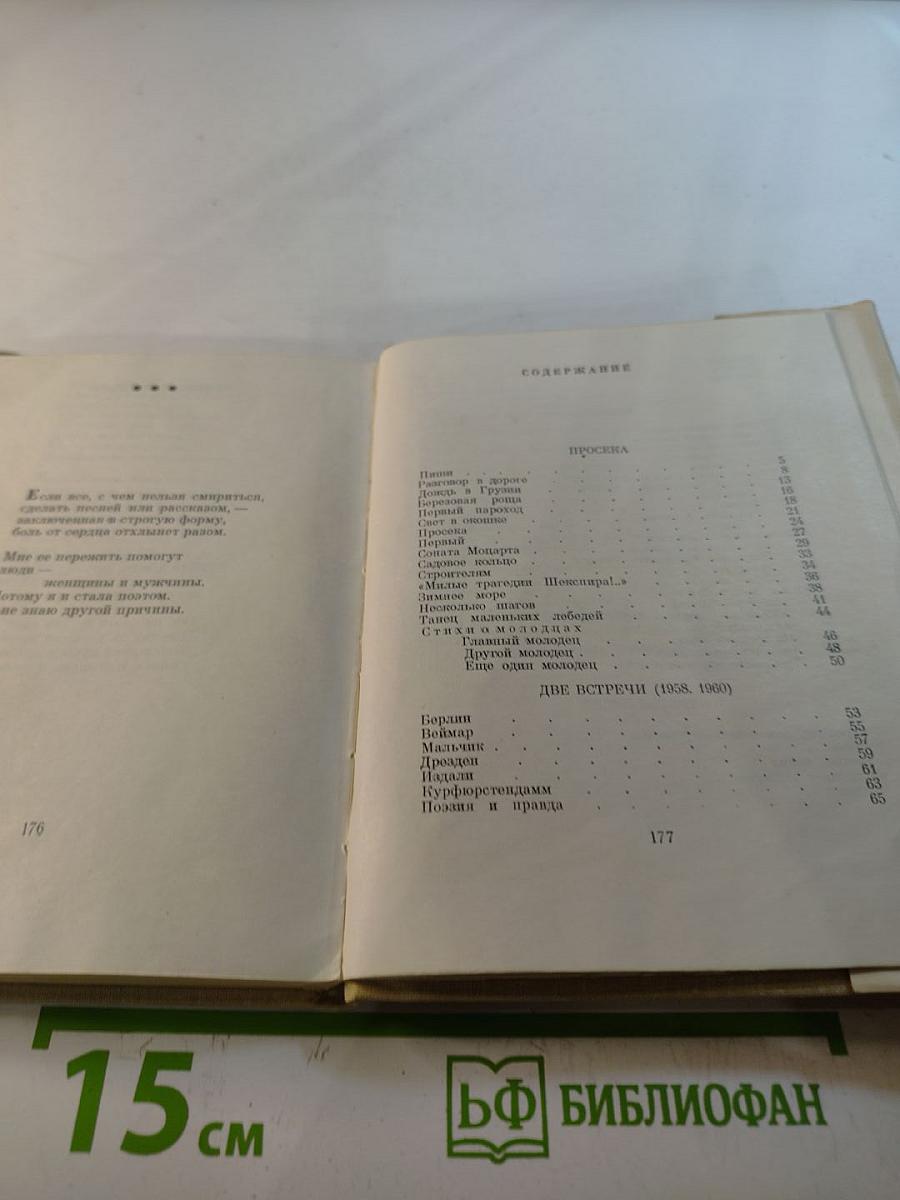 * * *
Если все, с чем нельзя смириться,
сделать песней или рассказом, —
заключенная в строгую форму,
боль от сердца отхлынет разом.
Мне ее пережить помогут
люди —
женщины и мужчины.
Потому я и стала поэтом.
не знаю другой причины.
176
СОДЕРЖАНИЕ
ПРОСЕКА
Пиши . . . 5
Разговор в дороге . . . 8
Дождь в Грузии . . . 13
Березовая роща . . . 16
Первый пароход . . . 18
Свет в окошке . . . 21
Просека . . . 24
Первый . . . 27
Соната Моцарта . . . 29
Садовое кольцо . . . 33
Строителям . . . 34
«Милые трагедии Шекспира!..» . . . 36
Зимнее море . . . 38
Несколько шагов . . . 41
Танец маленьких лебедей . . . 44
Стихи о молодцах
Главный молодец . . . 46
Другой молодец . . . 48
Еще один молодец . . . 50
ДВЕ ВСТРЕЧИ (1958. 1960)
Берлин . . . 53
Веймар . . . 55
Мальчик . . . 57
Дрезден . . . 59
Издали . . . 61
Курфюрстендамм . . . 63
Поэзия и правда . . . 65
177
15 см
ЬФ БИБЛИОФАН